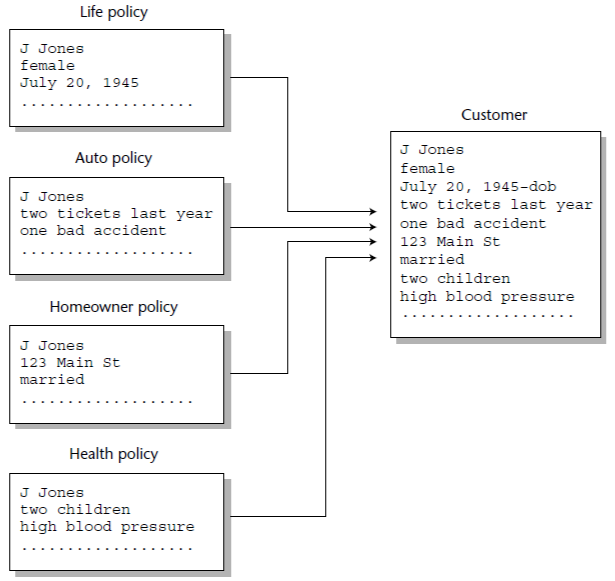 Life policy
J Jones
female
July 20, 1945
...................
Auto policy
J Jones
two tickets last year
one bad accident
...................
Homeowner policy
J Jones
123 Main St
married
...................
Health policy
J Jones
two children
high blood pressure
...................
Customer
J Jones
female
July 20, 1945-dob
two tickets last year
one bad accident
123 Main St
married
two children
high blood pressure
...................